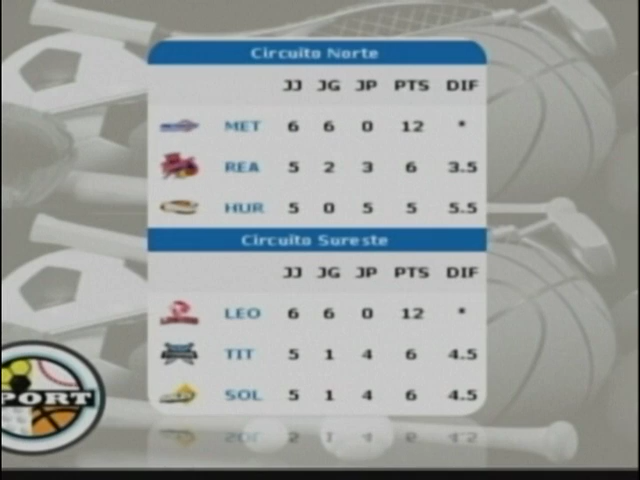 Circuito Norte
JJ JG JP PTS DIF
MET 6 6 0 12 *
REA 5 2 3 6 3.5
HUR 5 0 5 5 5.5
Circuito Sureste
JJ JG JP PTS DIF
LEO 6 6 0 12 *
TIT 5 1 4 6 4.5
SOL 5 1 4 6 4.5
PORT